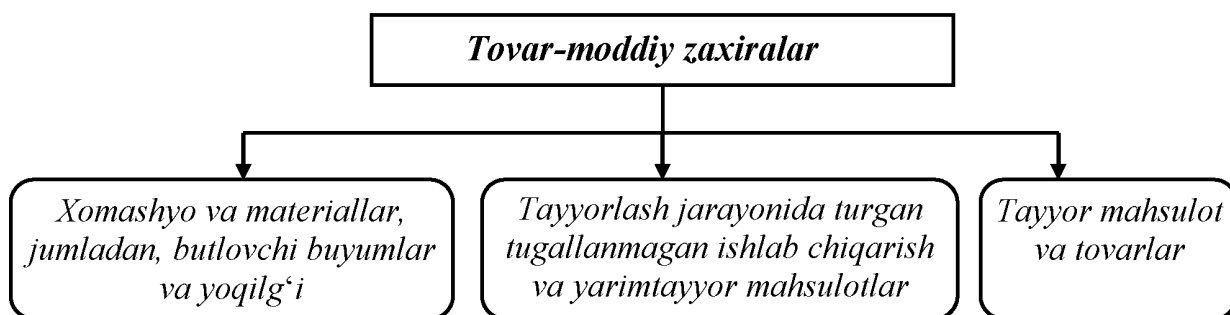 Tovar-moddiy zaxiralar
Xomashyo va materiallar,
jumladan, butlovchi buyumlar
va yoqilg‘i
Tayyorlash jarayonida turgan
tugallanmagan ishlab chiqarish
va yarimtayyor mahsulotlar
Tayyor mahsulot
va tovarlar